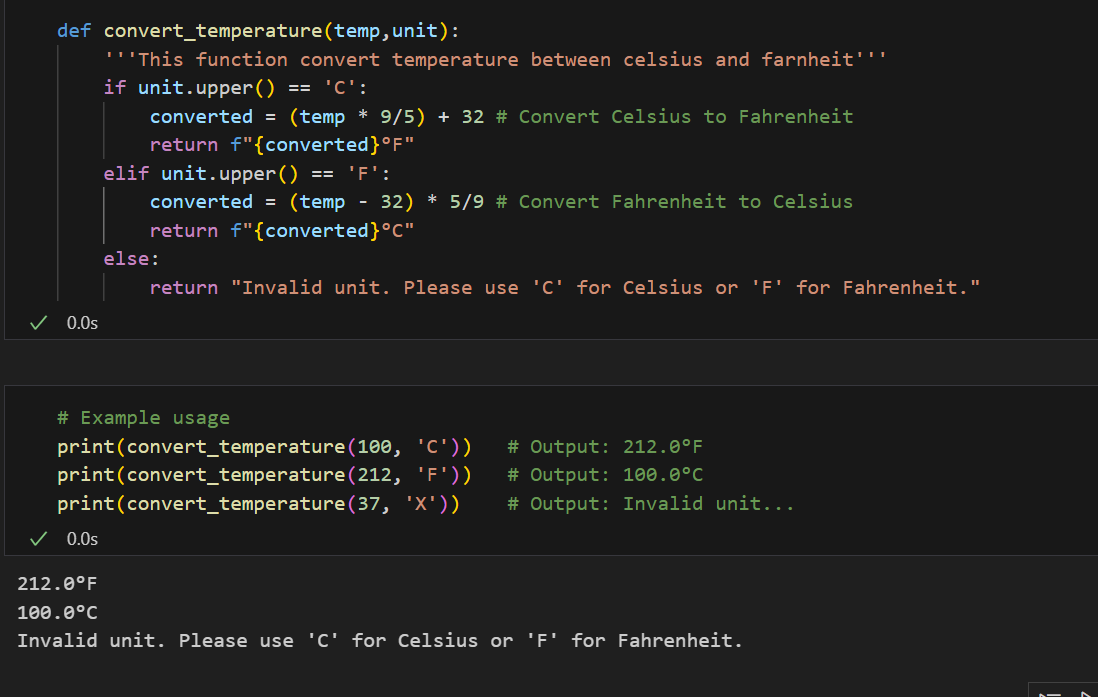 def convert_temperature(temp,unit):
    '''This function convert temperature between celsius and farnheit'''
    if unit.upper() == 'C':
        converted = (temp * 9/5) + 32 # Convert Celsius to Fahrenheit
        return f"{converted}°F"
    elif unit.upper() == 'F':
        converted = (temp - 32) * 5/9 # Convert Fahrenheit to Celsius
        return f"{converted}°C"
    else:
        return "Invalid unit. Please use 'C' for Celsius or 'F' for Fahrenheit."
0.0s
# Example usage
print(convert_temperature(100, 'C'))   # Output: 212.0°F
print(convert_temperature(212, 'F'))   # Output: 100.0°C
print(convert_temperature(37, 'X'))    # Output: Invalid unit...
0.0s
212.0°F
100.0°C
Invalid unit. Please use 'C' for Celsius or 'F' for Fahrenheit.